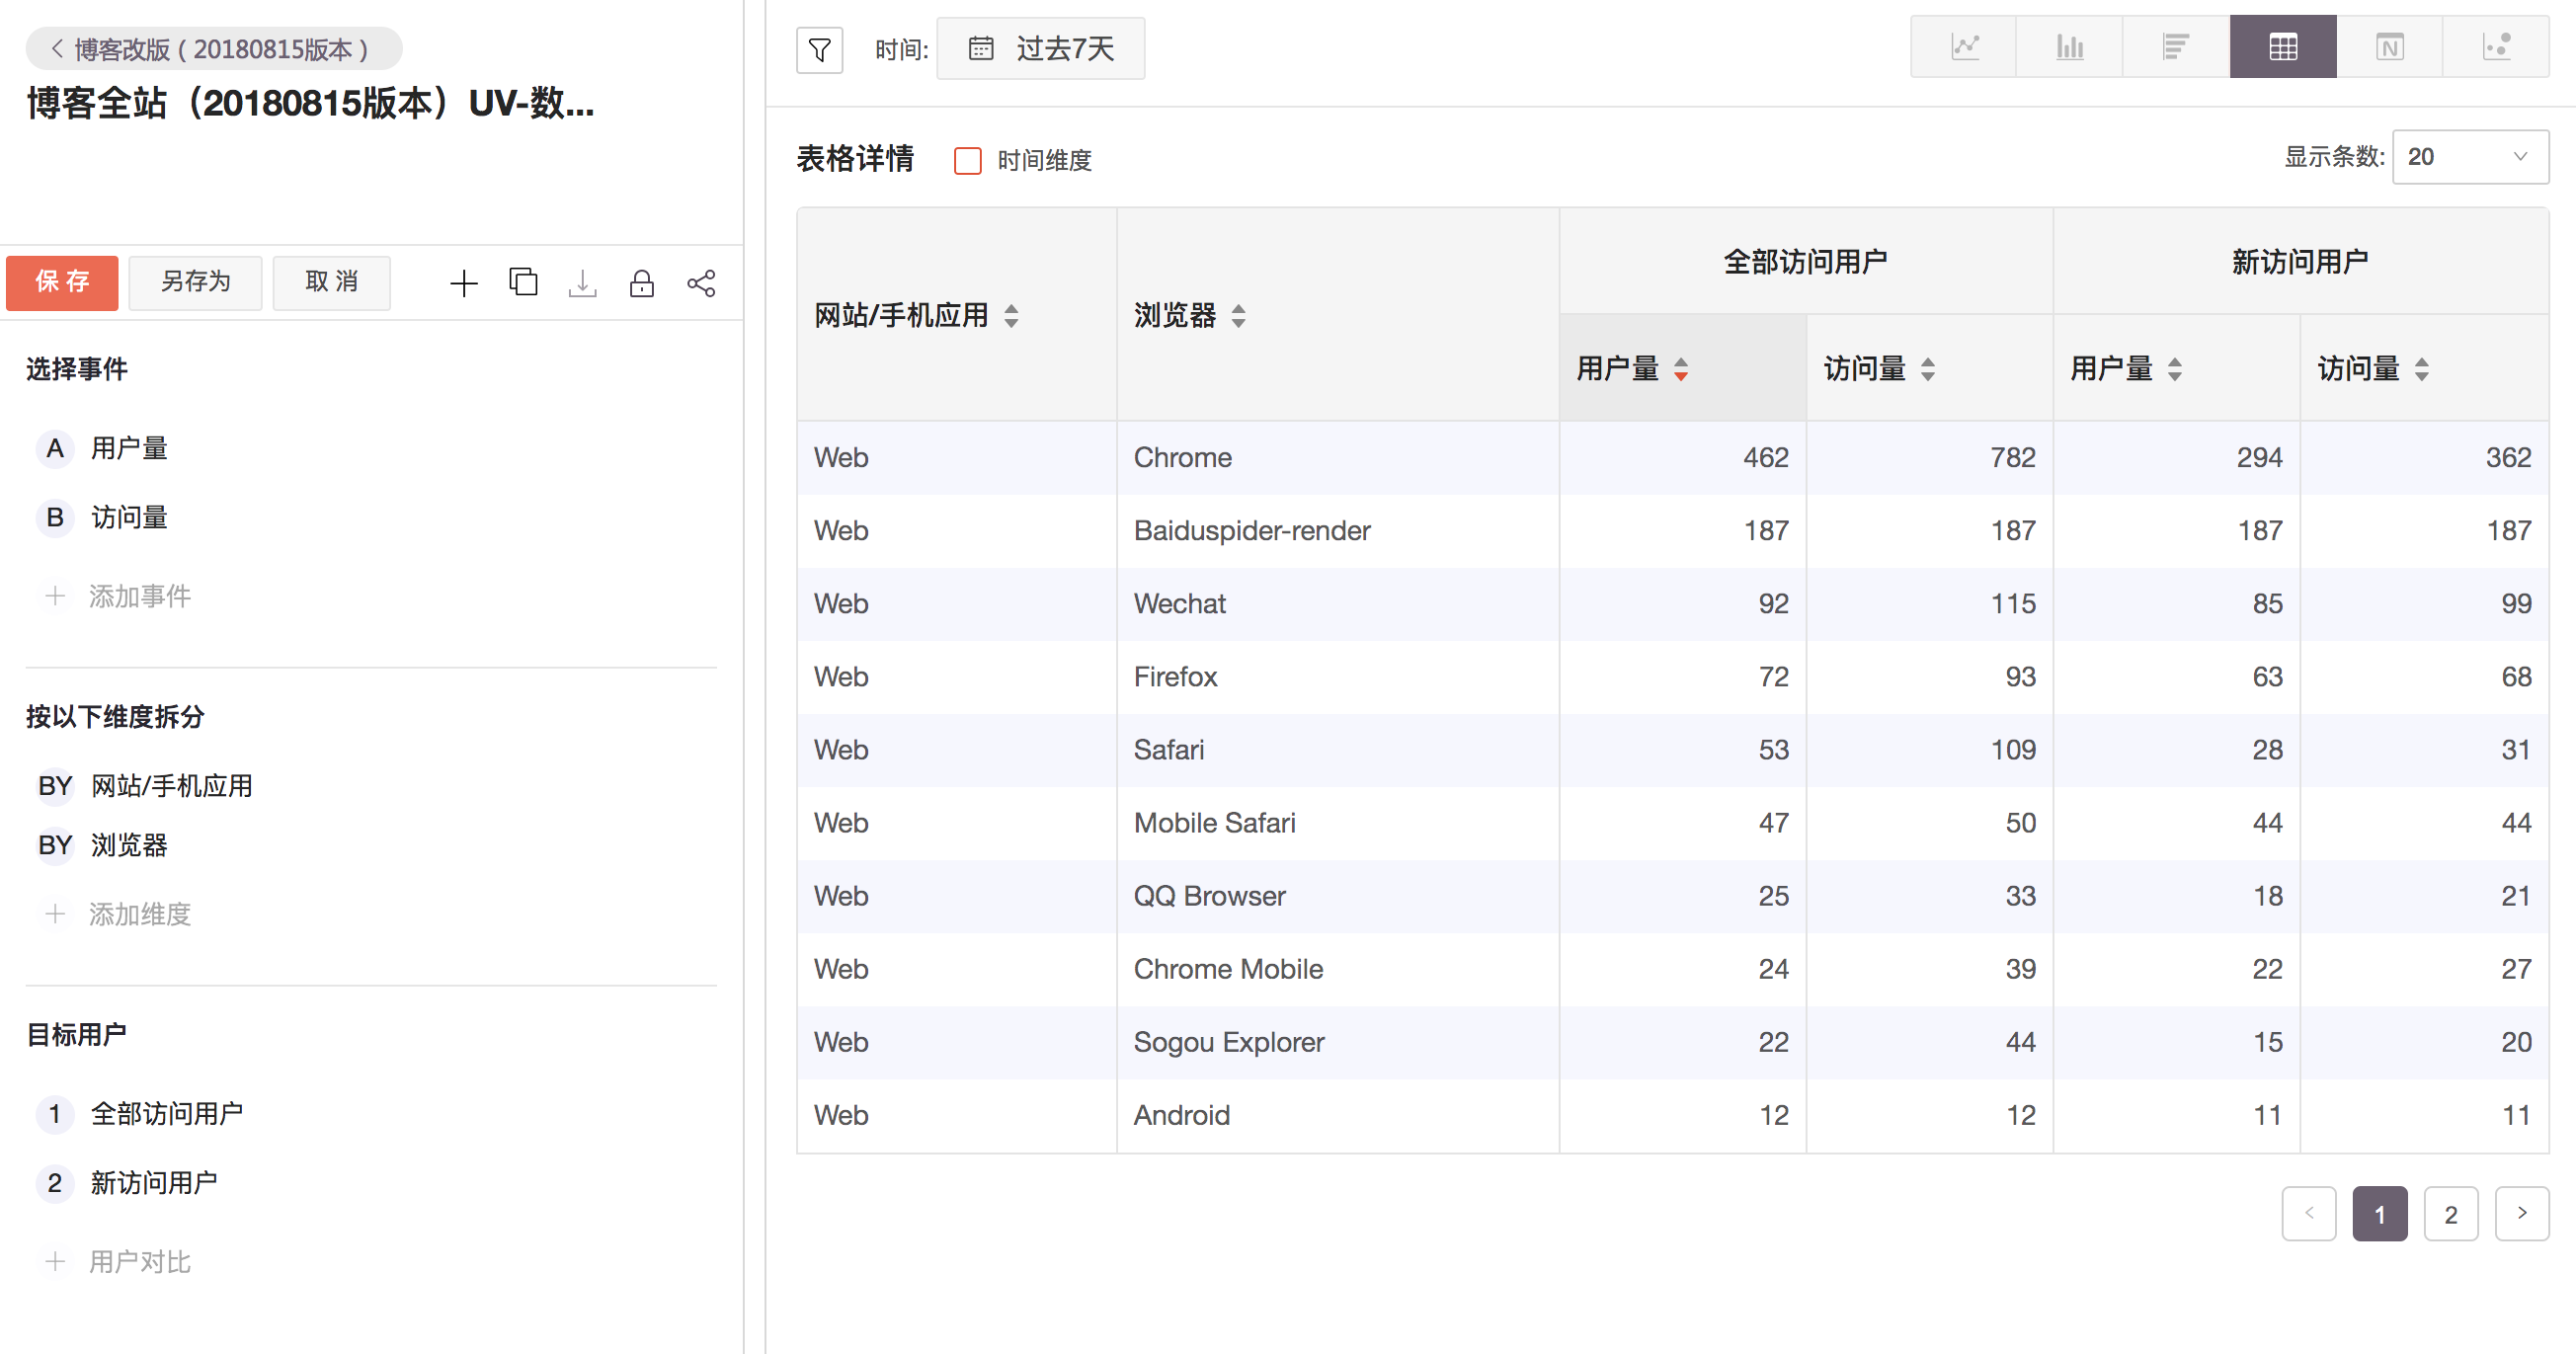 博客改版（20180815版本）
博客全站（20180815版本）UV-数...
保 存 另存为 取 消
选择事件
A 用户量
B 访问量
添加事件
按以下维度拆分
BY 网站/手机应用
BY 浏览器
添加维度
目标用户
1 全部访问用户
2 新访问用户
用户对比
时间: 过去7天
N
表格详情 时间维度 显示条数: 20
网站/手机应用 浏览器 全部访问用户 新访问用户
用户量 访问量 用户量 访问量
Web Chrome 462 782 294 362
Web Baiduspider-render 187 187 187 187
Web Wechat 92 115 85 99
Web Firefox 72 93 63 68
Web Safari 53 109 28 31
Web Mobile Safari 47 50 44 44
Web QQ Browser 25 33 18 21
Web Chrome Mobile 24 39 22 27
Web Sogou Explorer 22 44 15 20
Web Android 12 12 11 11
1 2